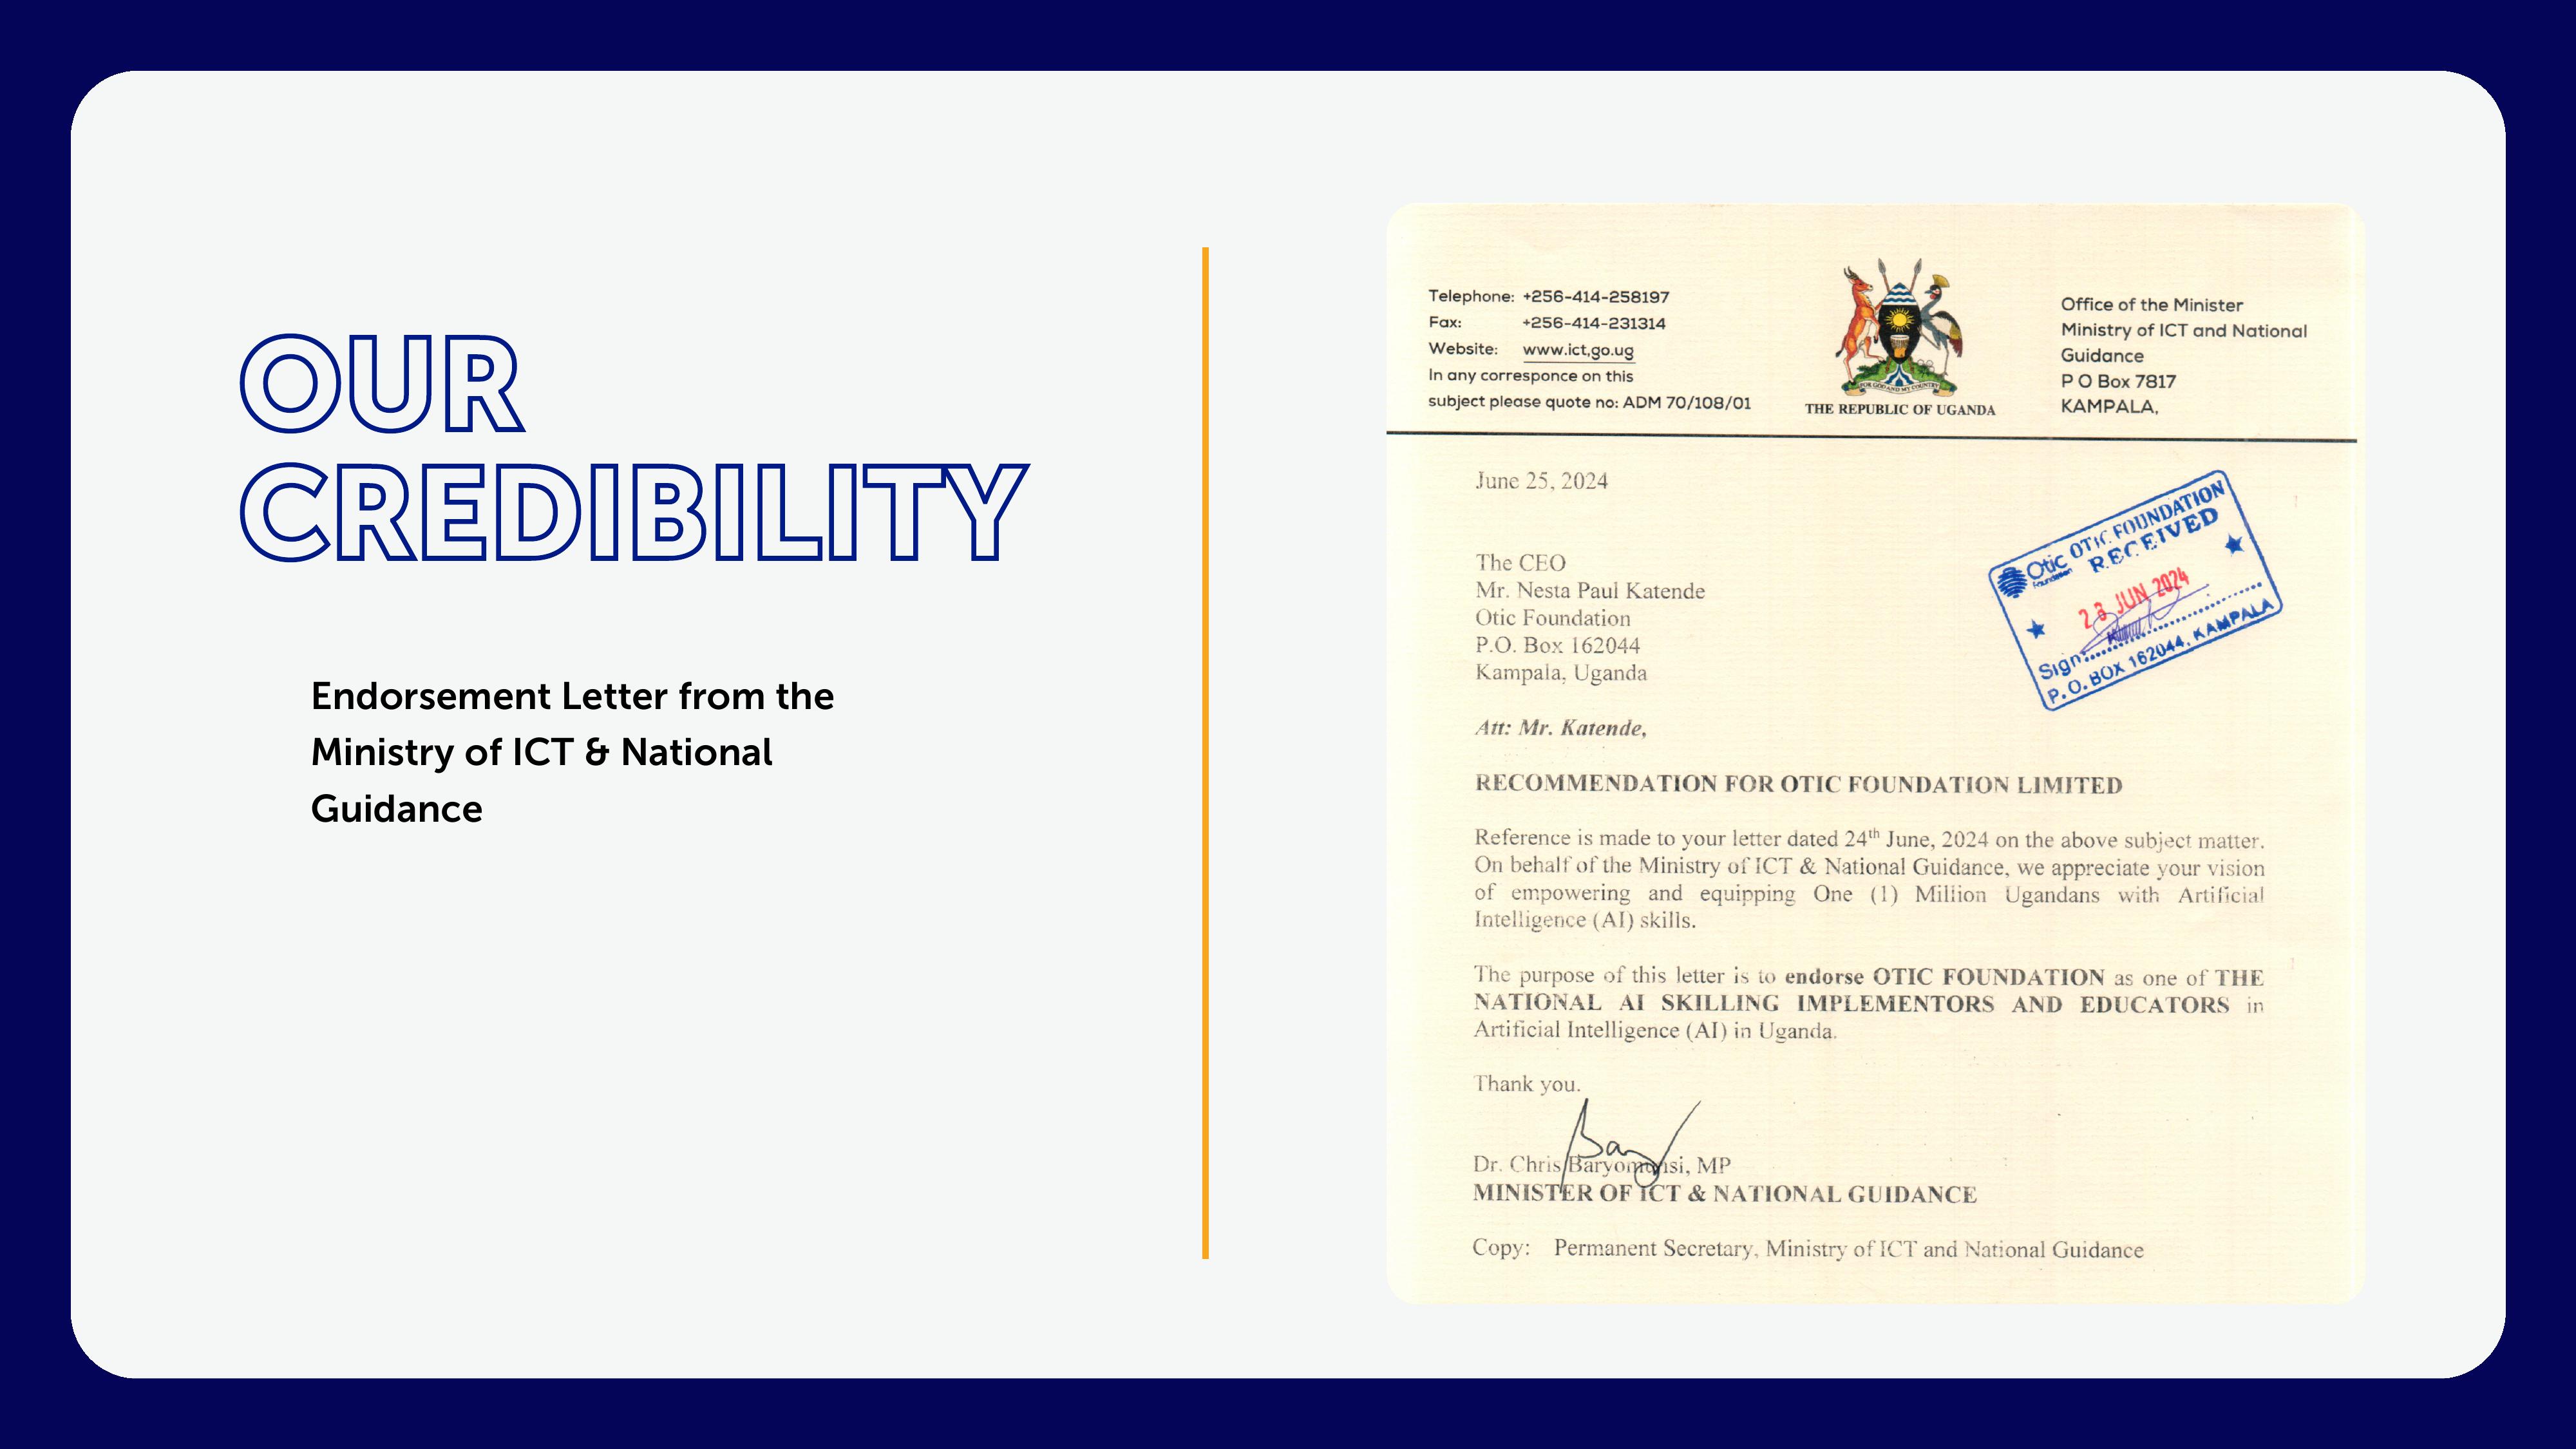 OUR
CREDIBILITY
Endorsement Letter from the
Ministry of ICT & National
Guidance
Telephone: +256-414-258197
Fax: +256-414-231314
Website: www.ict,go.ug
In any corresponce on this
subject please quote no: ADM 70/108/01
FOR GOD AND MY COUNTRY
THE REPUBLIC OF UGANDA
Office of the Minister
Ministry of ICT and National
Guidance
P O Box 7817
KAMPALA,
June 25, 2024
OTIC FOUNDATION
Otic
Foundation
RECEIVED
JUN 2024
Sign:
P.O. BOX 162044, KAMPALA
The CEO
Mr. Nesta Paul Katende
Otic Foundation
P.O. Box 162044
Kampala, Uganda
Att: Mr. Katende,
RECOMMENDATION FOR OTIC FOUNDATION LIMITED
Reference is made to your letter dated 24th June, 2024 on the above subject matter.
On behalf of the Ministry of ICT & National Guidance, we appreciate your vision
of empowering and equipping One (1) Million Ugandans with Artificial
Intelligence (AI) skills.
The purpose of this letter is to endorse OTIC FOUNDATION as one of THE
NATIONAL AI SKILLING IMPLEMENTORS AND EDUCATORS in
Artificial Intelligence (AI) in Uganda.
Thank you.
Dr. Chris Baryomunsi, MP
MINISTER OF ICT & NATIONAL GUIDANCE
Copy: Permanent Secretary, Ministry of ICT and National Guidance